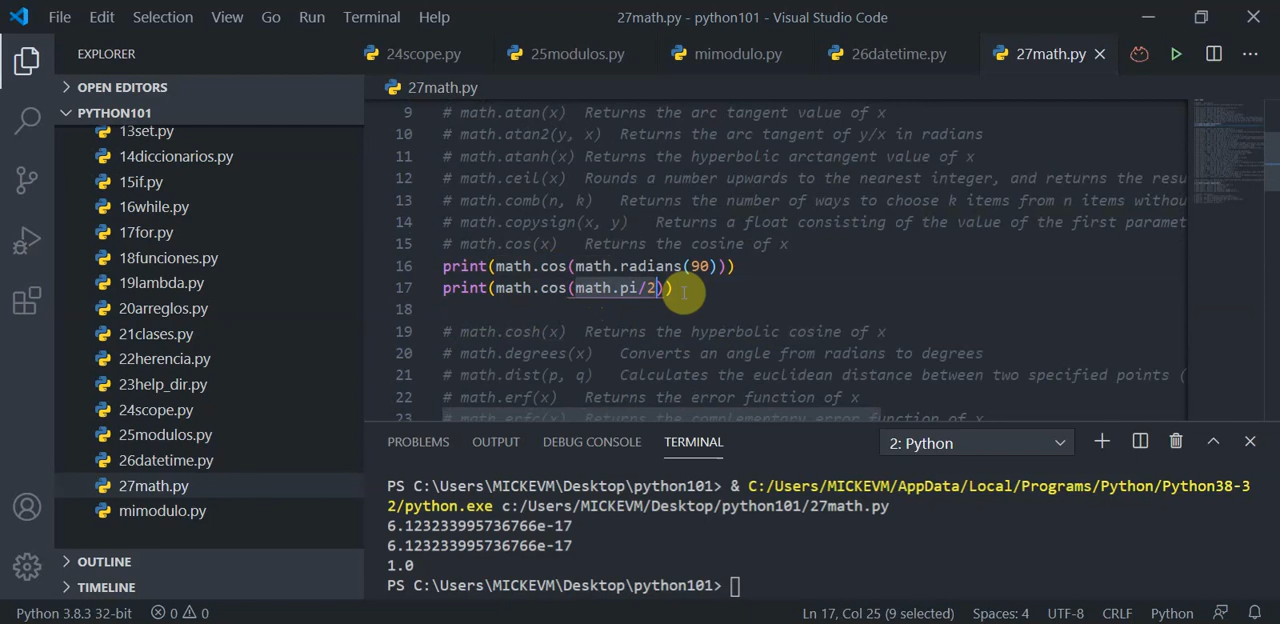 File Edit Selection View Go Run Terminal Help 27math.py - python101 - Visual Studio Code
EXPLORER
24scope.py 25modulos.py mimodulo.py 26datetime.py 27math.py
OPEN EDITORS
PYTHON101
13set.py
14diccionarios.py
15if.py
16while.py
17for.py
18funciones.py
19lambda.py
20arreglos.py
21clases.py
22herencia.py
23help_dir.py
24scope.py
25modulos.py
26datetime.py
27math.py
mimodulo.py
OUTLINE
TIMELINE
27math.py
9 # math.atan(x) Returns the arc tangent value of x
10 # math.atan2(y, x) Returns the arc tangent of y/x in radians
11 # math.atanh(x) Returns the hyperbolic arctangent value of x
12 # math.ceil(x) Rounds a number upwards to the nearest integer, and returns the resu
13 # math.comb(n, k) Returns the number of ways to choose k items from n items withou
14 # math.copysign(x, y) Returns a float consisting of the value of the first paramet
15 # math.cos(x) Returns the cosine of x
16 print(math.cos(math.radians(90)))
17 print(math.cos(math.pi/2))
18
19 # math.cosh(x) Returns the hyperbolic cosine of x
20 # math.degrees(x) Converts an angle from radians to degrees
21 # math.dist(p, q) Calculates the euclidean distance between two specified points (
22 # math.erf(x) Returns the error function of x
23 # math.erfc(x) Returns the complementary error function of x
PROBLEMS OUTPUT DEBUG CONSOLE TERMINAL 2: Python
PS C:\Users\MICKEVM\Desktop\python101> & C:/Users/MICKEVM/AppData/Local/Programs/Python/Python38-3
2/python.exe c:/Users/MICKEVM/Desktop/python101/27math.py
6.123233995736766e-17
6.123233995736766e-17
1.0
PS C:\Users\MICKEVM\Desktop\python101>
Python 3.8.3 32-bit 0 0 Ln 17, Col 25 (9 selected) Spaces: 4 UTF-8 CRLF Python